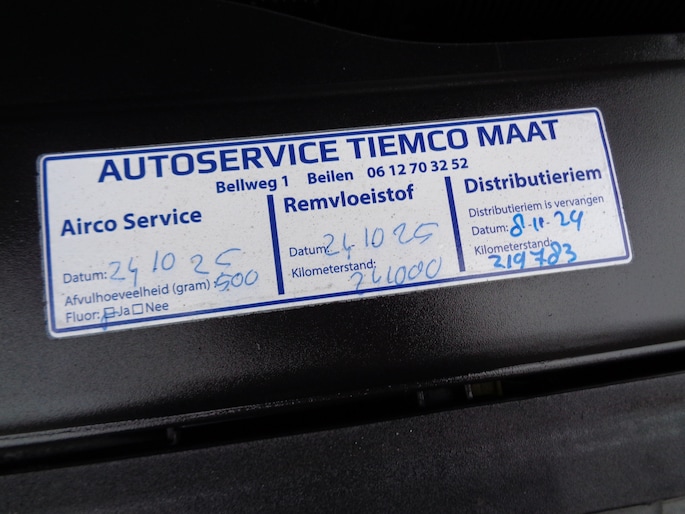 AUTOSERVICE TIEMCO MAAT
Bellweg 1 Beilen 06 12 70 32 52
Airco Service
Datum: 24 10 25
Afvulhoeveelheid (gram) 500
Fluor: Ja Nee
Remvloeistof
Datum: 24 10 25
Kilometerstand:
Distributieriem
Distributieriem is vervangen
Datum: 8-11-24
Kilometerstand:
219783